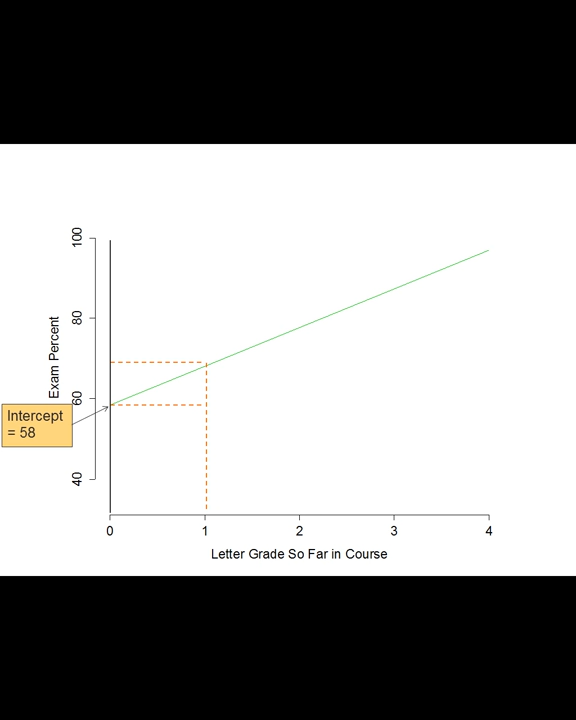 100
80
60
40
Exam Percent
Intercept
= 58
0 1 2 3 4
Letter Grade So Far in Course